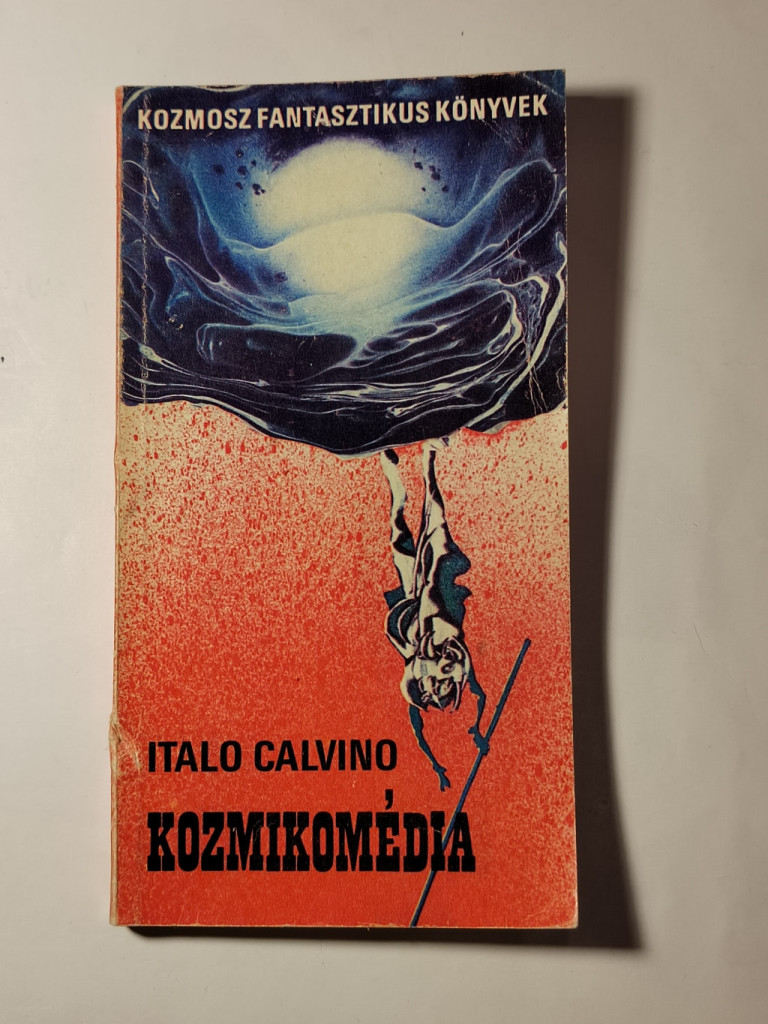 KOZMOSZ FANTASZTIKUS KÖNYVEK
ITALO CALVINO
KOZMIKOMÉDIA